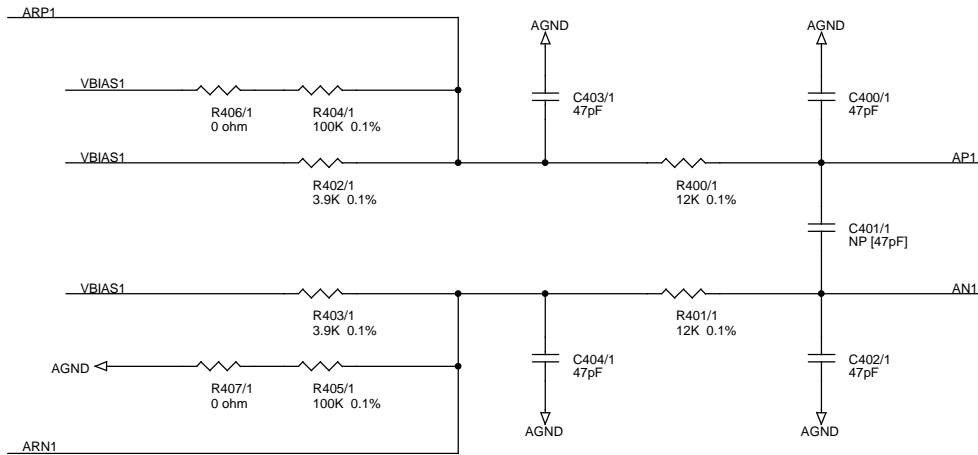 ARP1
AGND
AGND
VBIAS1
R406/1
0 ohm
R404/1
100K 0.1%
C403/1
47pF
C400/1
47pF
VBIAS1
AP1
R402/1
3.9K 0.1%
R400/1
12K 0.1%
C401/1
NP [47pF]
VBIAS1
AN1
R403/1
3.9K 0.1%
R401/1
12K 0.1%
AGND
R407/1
0 ohm
R405/1
100K 0.1%
C404/1
47pF
C402/1
47pF
AGND
AGND
ARN1